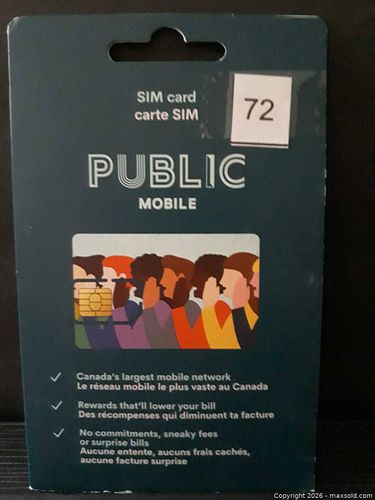 SIM card
carte SIM
72
PUBLIC
MOBILE
Canada's largest mobile network
Le réseau mobile le plus vaste au Canada
Rewards that'll lower your bill
Des récompenses qui diminuent ta facture
No commitments, sneaky fees
or surprise bills
Aucune entente, aucuns frais cachés,
aucune facture surprise
Copyright 2026 - maxsold.com